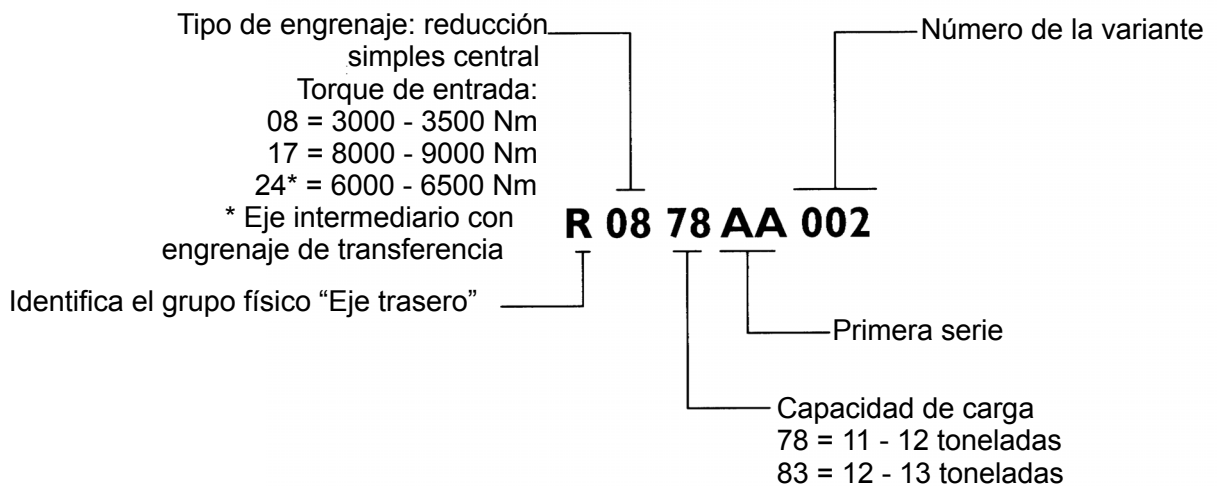 Tipo de engrenaje: reducción
simples central
Torque de entrada:
08 = 3000 - 3500 Nm
17 = 8000 - 9000 Nm
24* = 6000 - 6500 Nm
* Eje intermediario con
engrenaje de transferencia
Número de la variante
R 08 78 AA 002
Identifica el grupo físico “Eje trasero”
Primera serie
Capacidad de carga
78 = 11 - 12 toneladas
83 = 12 - 13 toneladas